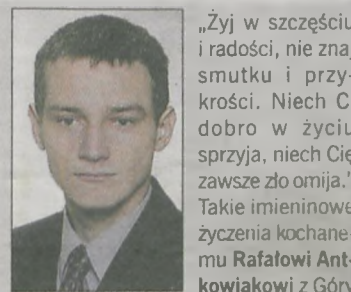 „Żyj w szczęściu
i radości, nie znaj
smutku i przy-
krości. Niech Ci
dobro w życiu
sprzyja, niech Cię
zawsze zło omija."
Takie imieninowe
życzenia kochane-
mu Rafałowi Ant-
kowiakowi z Góry